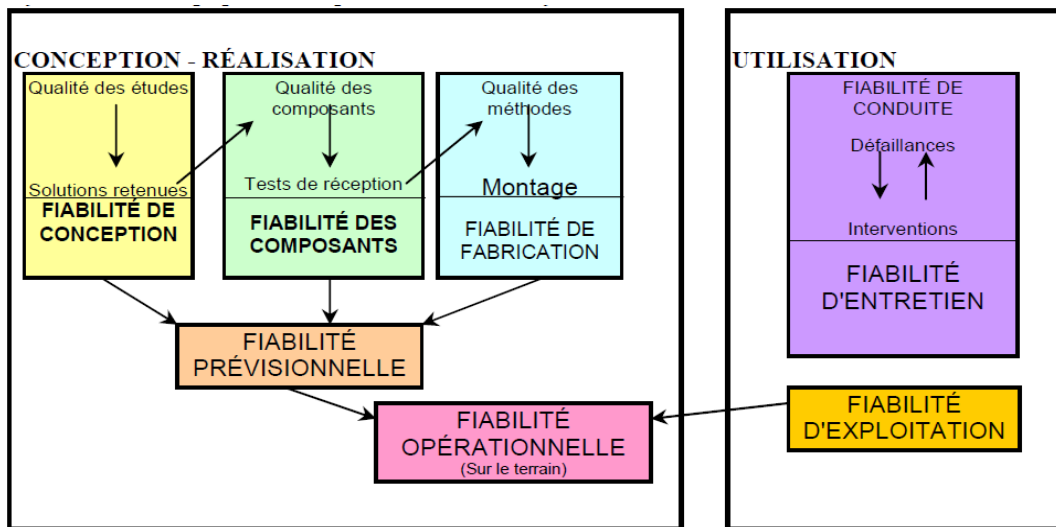 CONCEPTION - RÉALISATION
Qualité des études
Solutions retenues
FIABILITÉ DE
CONCEPTION
Qualité des
composants
Tests de réception
FIABILITÉ DES
COMPOSANTS
Qualité des
méthodes
Montage
FIABILITÉ DE
FABRICATION
FIABILITÉ
PRÉVISIONNELLE
FIABILITÉ
OPÉRATIONNELLE
(Sur le terrain)
UTILISATION
FIABILITÉ DE
CONDUITE
Défaillances
Interventions
FIABILITÉ
D'ENTRETIEN
FIABILITÉ
D'EXPLOITATION